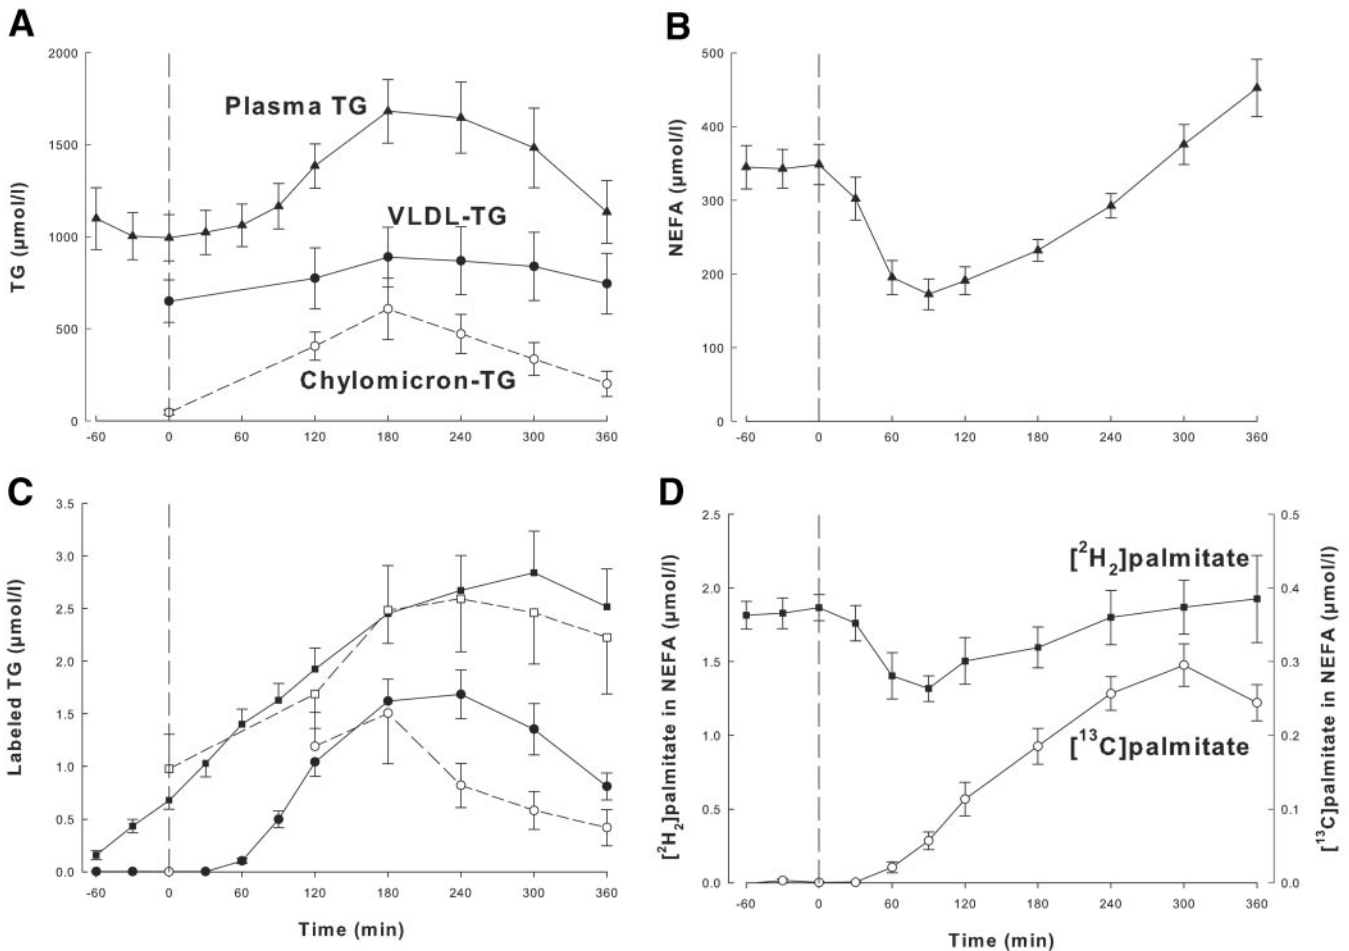 A
2000
1500
1000
500
0
TG (µmol/l)
Plasma TG
VLDL-TG
Chylomicron-TG
-60 0 60 120 180 240 300 360
B
500
400
300
200
100
0
NEFA (µmol/l)
-60 0 60 120 180 240 300 360
C
3.5
3.0
2.5
2.0
1.5
1.0
0.5
0.0
Labeled TG (µmol/l)
-60 0 60 120 180 240 300 360
Time (min)
D
2.5
2.0
1.5
1.0
0.5
0.0
[²H₂]palmitate in NEFA (µmol/l)
[²H₂]palmitate
[¹³C]palmitate
0.5
0.4
0.3
0.2
0.1
0.0
[¹³C]palmitate in NEFA (µmol/l)
-60 0 60 120 180 240 300 360
Time (min)